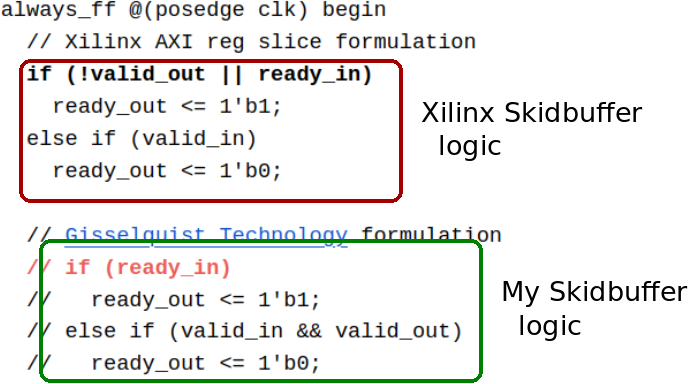 always_ff @(posedge clk) begin
  // Xilinx AXI reg slice formulation
  if (!valid_out || ready_in)
    ready_out <= 1'b1;
  else if (valid_in)
    ready_out <= 1'b0;
Xilinx Skidbuffer
logic
  // Gisselquist Technology formulation
  // if (ready_in)
  //   ready_out <= 1'b1;
  // else if (valid_in && valid_out)
  //   ready_out <= 1'b0;
My Skidbuffer
logic